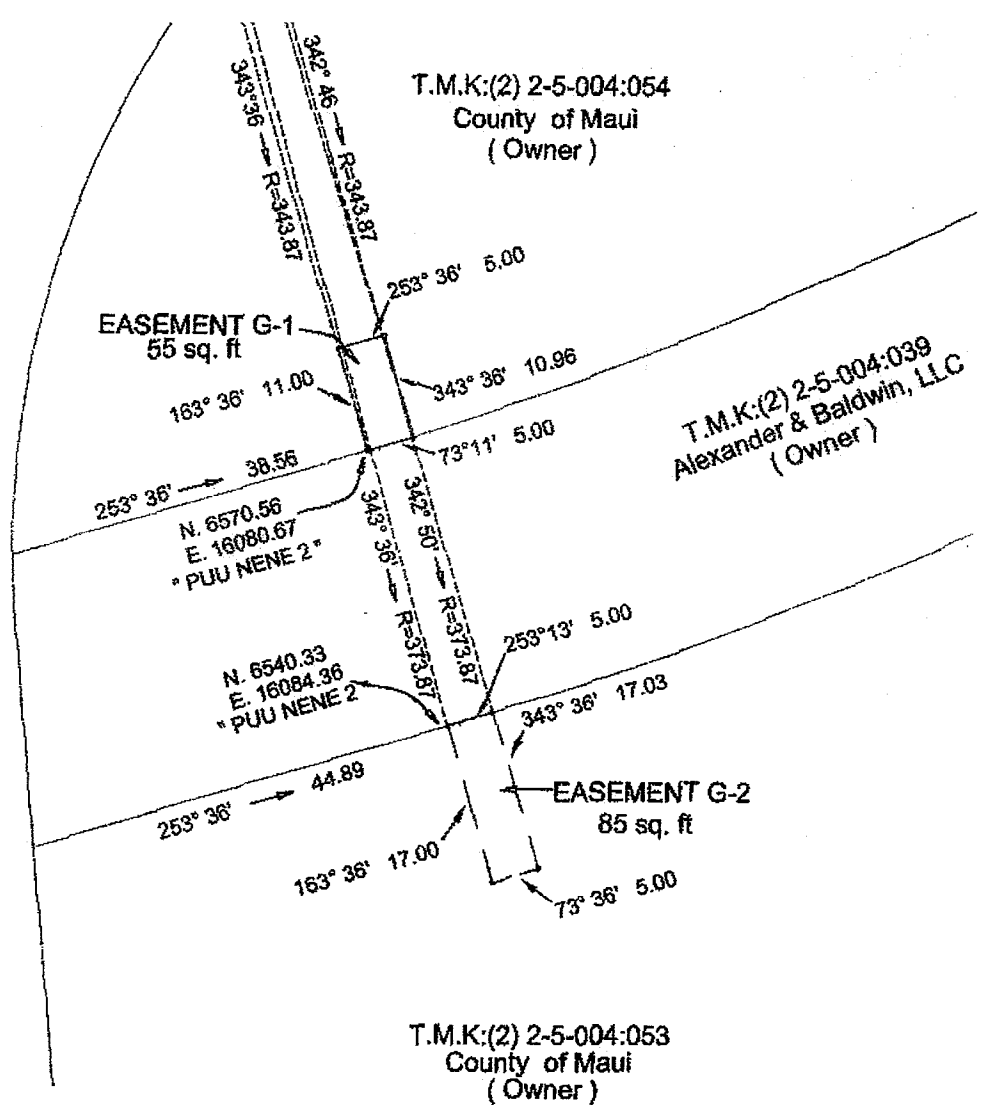 343°36 → R=343.87
342° 46 → R=343.87
T.M.K:(2) 2-5-004:054
County of Maui
( Owner )
253° 36' 5.00
EASEMENT G-1
55 sq. ft
163° 36' 11.00
343° 36' 10.96
T.M.K:(2) 2-5-004:039
Alexander & Baldwin, LLC
( Owner )
73°11' 5.00
253° 36' → 38.56
N. 6570.56
E. 16080.67
" PUU NENE 2 "
343° 36' → R=373.87
342° 50' → R=373.87
253°13' 5.00
N. 6540.33
E. 16084.36
" PUU NENE 2
343° 36' 17.03
253° 36' → 44.89
EASEMENT G-2
85 sq. ft
163° 36' 17.00
73° 36' 5.00
T.M.K:(2) 2-5-004:053
County of Maui
( Owner )